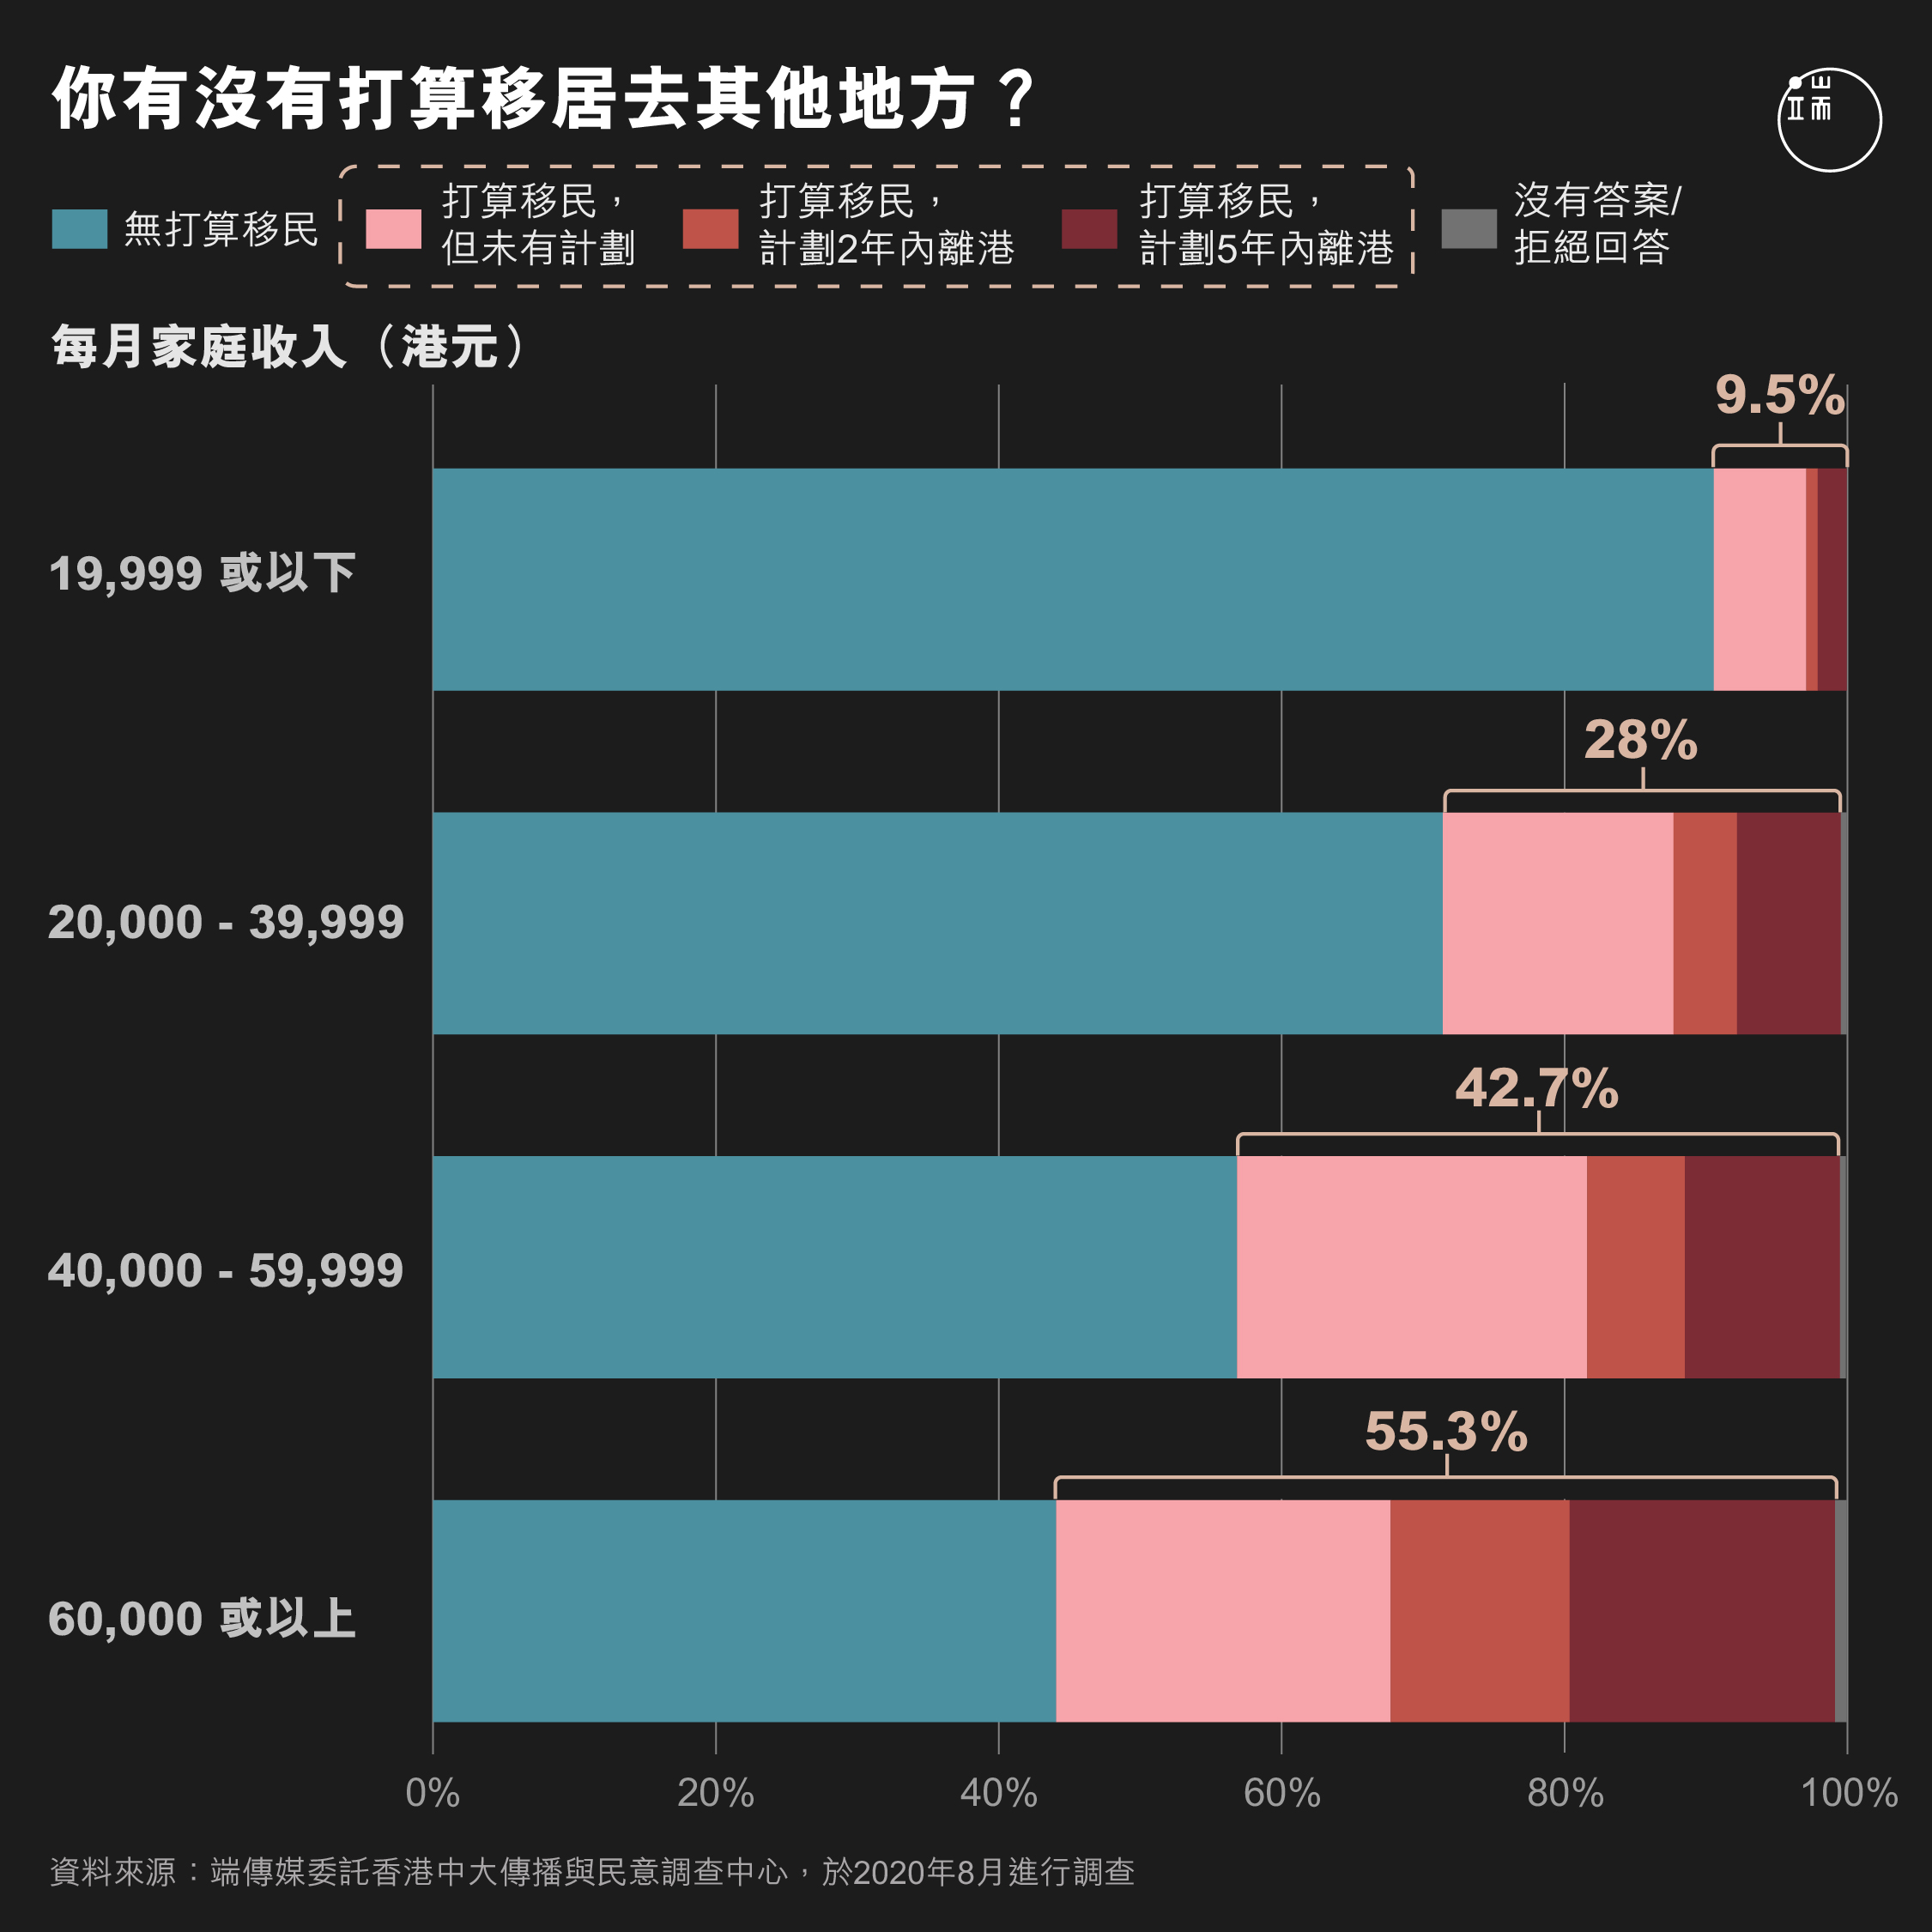 你有沒有打算移居去其他地方？
端
無打算移民
打算移民，
但未有計劃
打算移民，
計劃2年內離港
打算移民，
計劃5年內離港
沒有答案/
拒絕回答
每月家庭收入（港元）
9.5%
19,999 或以下
28%
20,000 - 39,999
42.7%
40,000 - 59,999
55.3%
60,000 或以上
0%
20%
40%
60%
80%
100%
資料來源：端傳媒委託香港中大傳播與民意調查中心，於2020年8月進行調查